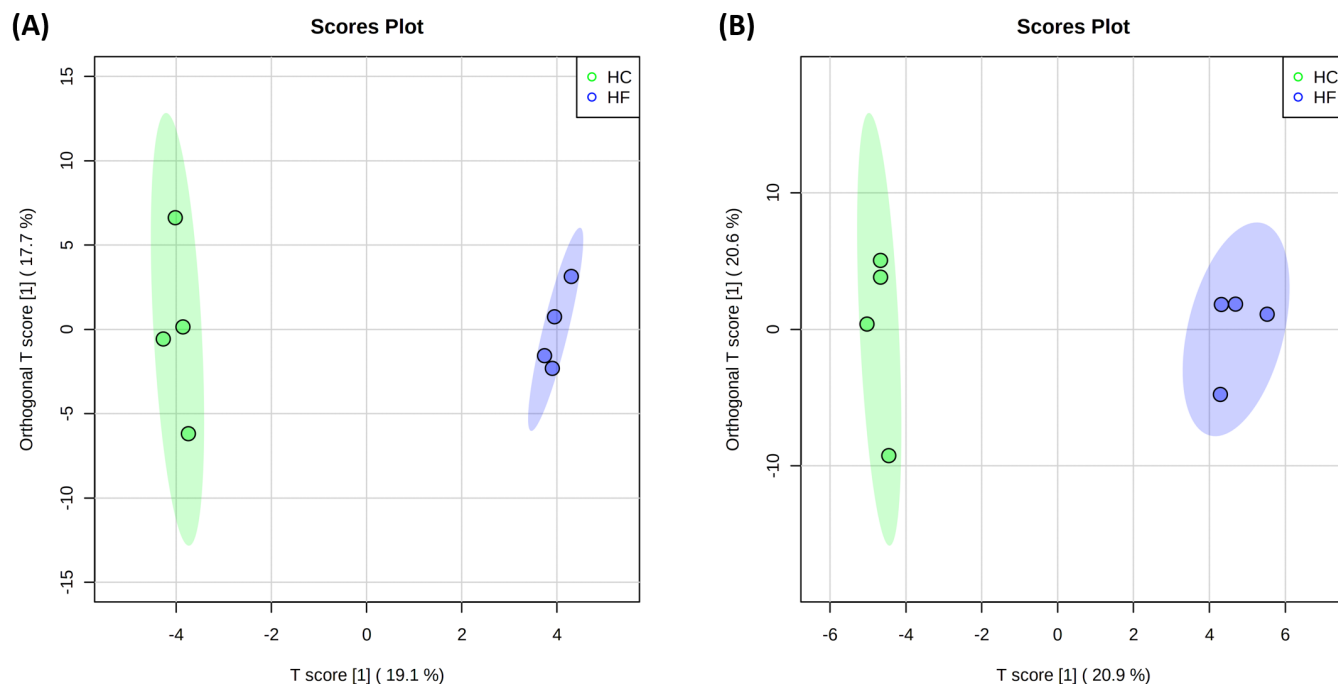 (A)
Scores Plot
HC
HF
15
10
5
0
-5
-10
-15
Orthogonal T score [1] ( 17.7 %)
-4
-2
0
2
4
T score [1] ( 19.1 %)
(B)
Scores Plot
HC
HF
10
0
-10
Orthogonal T score [1] ( 20.6 %)
-6
-4
-2
0
2
4
6
T score [1] ( 20.9 %)